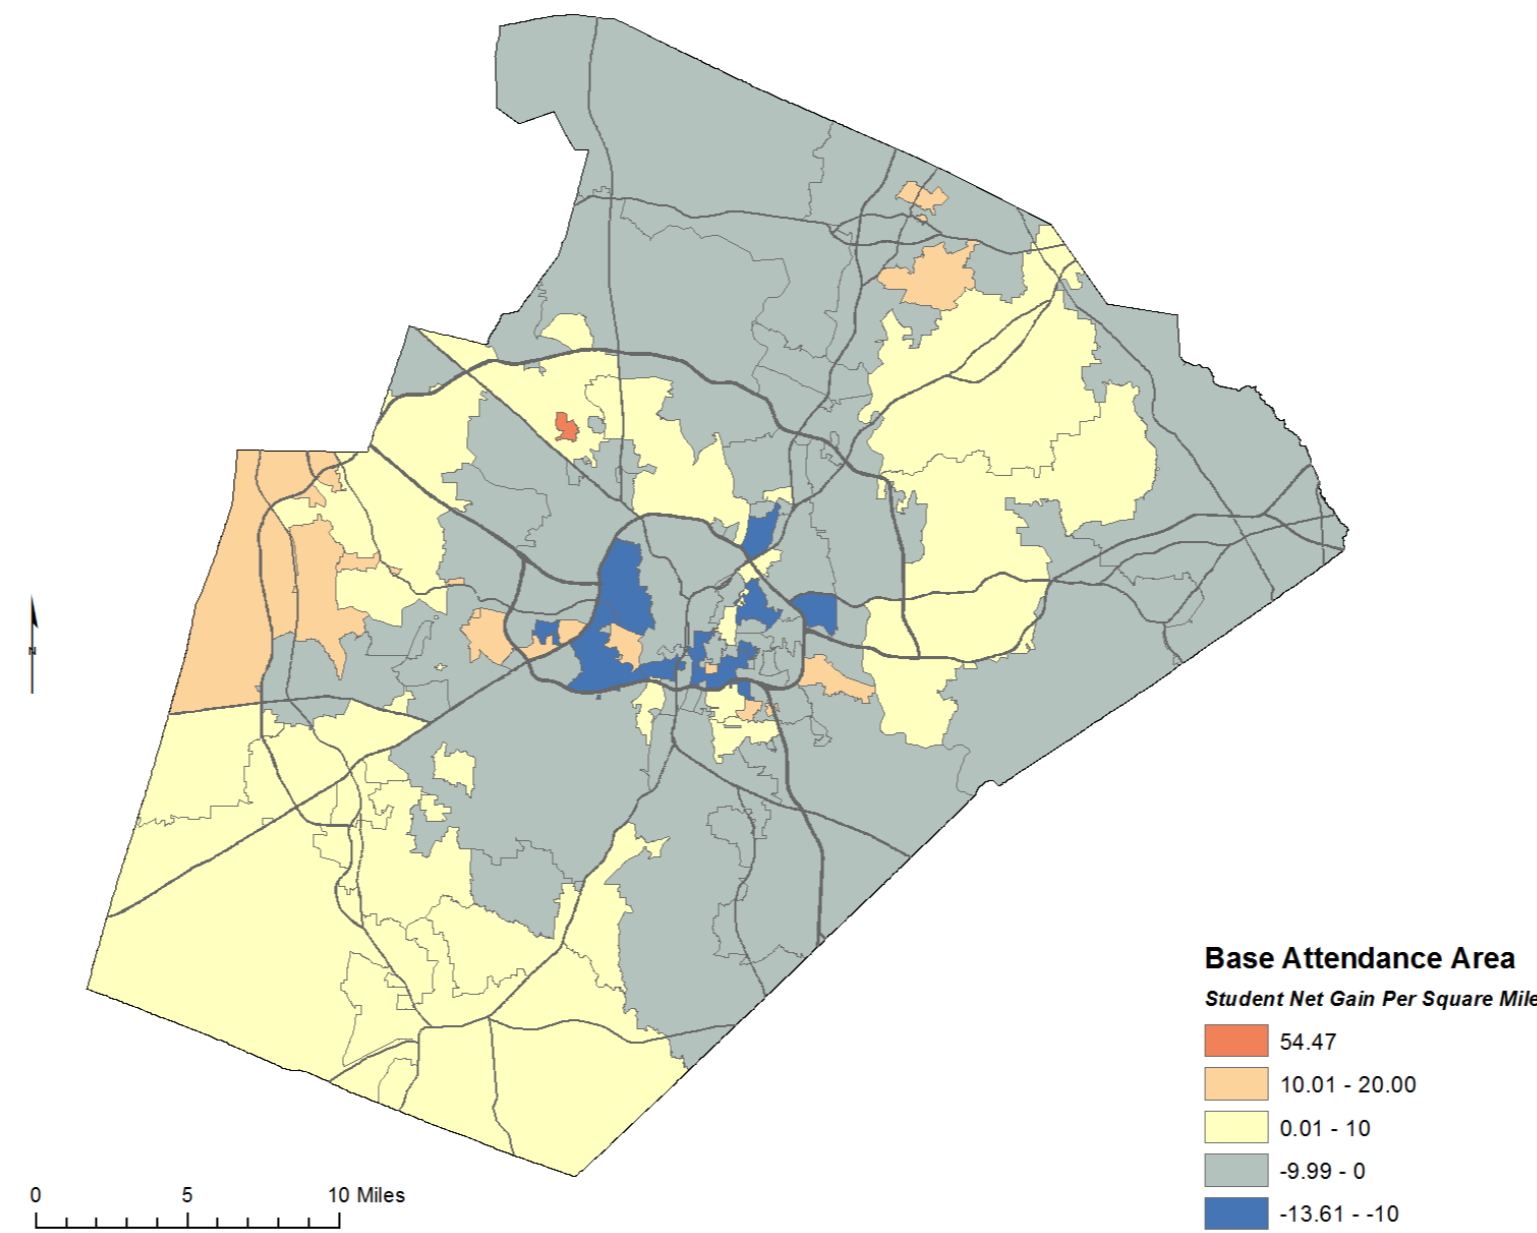 N
0 5 10 Miles
Base Attendance Area
Student Net Gain Per Square Mile
54.47
10.01 - 20.00
0.01 - 10
-9.99 - 0
-13.61 - -10